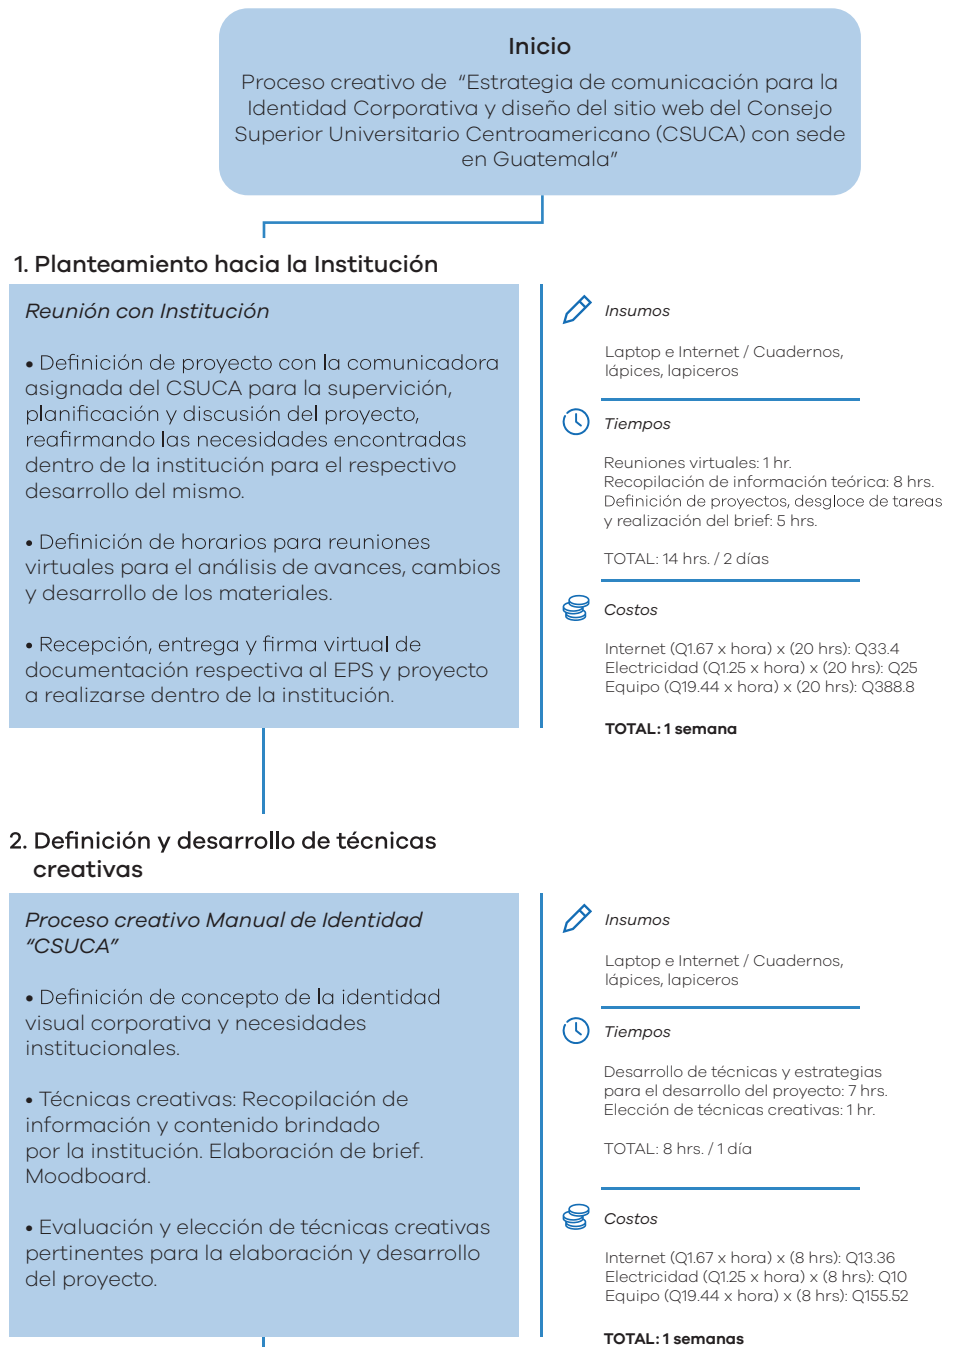 Inicio
Proceso creativo de “Estrategia de comunicación para la
Identidad Corporativa y diseño del sitio web del Consejo
Superior Universitario Centroamericano (CSUCA) con sede
en Guatemala”
1. Planteamiento hacia la Institución
Reunión con Institución
• Definición de proyecto con la comunicadora
asignada del CSUCA para la supervisión,
planificación y discusión del proyecto,
reafirmando las necesidades encontradas
dentro de la institución para el respectivo
desarrollo del mismo.
• Definición de horarios para reuniones
virtuales para el análisis de avances, cambios
y desarrollo de los materiales.
• Recepción, entrega y firma virtual de
documentación respectiva al EPS y proyecto
a realizarse dentro de la institución.
Insumos
Laptop e Internet / Cuadernos,
lápices, lapiceros
Tiempos
Reuniones virtuales: 1 hr.
Recopilación de información teórica: 8 hrs.
Definición de proyectos, desgloce de tareas
y realización del brief: 5 hrs.
TOTAL: 14 hrs. / 2 días
Costos
Internet (Q1.67 x hora) x (20 hrs): Q33.4
Electricidad (Q1.25 x hora) x (20 hrs): Q25
Equipo (Q19.44 x hora) x (20 hrs): Q388.8
TOTAL: 1 semana
2. Definición y desarrollo de técnicas
creativas
Proceso creativo Manual de Identidad
“CSUCA”
• Definición de concepto de la identidad
visual corporativa y necesidades
institucionales.
• Técnicas creativas: Recopilación de
información y contenido brindado
por la institución. Elaboración de brief.
Moodboard.
• Evaluación y elección de técnicas creativas
pertinentes para la elaboración y desarrollo
del proyecto.
Insumos
Laptop e Internet / Cuadernos,
lápices, lapiceros
Tiempos
Desarrollo de técnicas y estrategias
para el desarrollo del proyecto: 7 hrs.
Elección de técnicas creativas: 1 hr.
TOTAL: 8 hrs. / 1 día
Costos
Internet (Q1.67 x hora) x (8 hrs): Q13.36
Electricidad (Q1.25 x hora) x (8 hrs): Q10
Equipo (Q19.44 x hora) x (8 hrs): Q155.52
TOTAL: 1 semanas